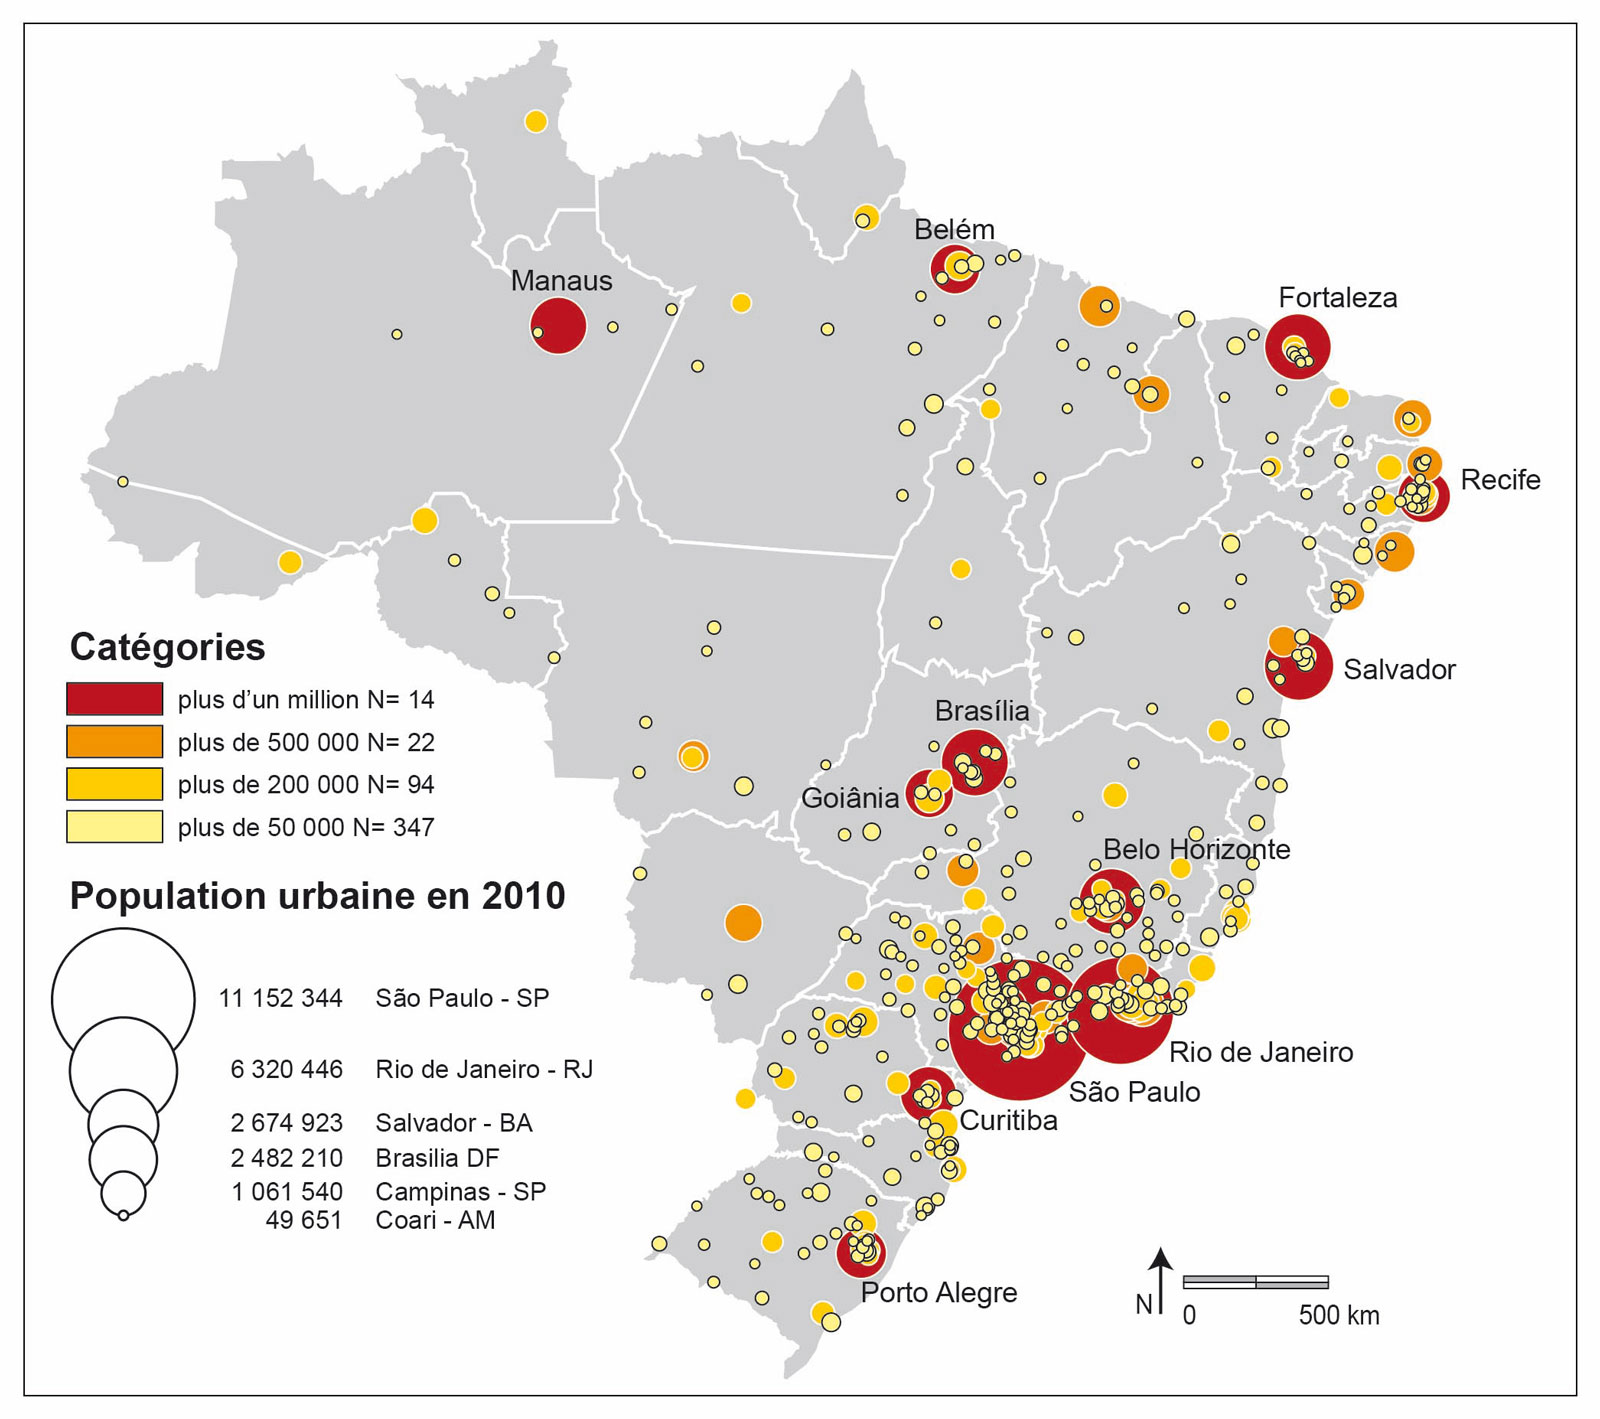 Belém
Manaus
Fortaleza
Recife
Salvador
Brasília
Goiânia
Belo Horizonte
Rio de Janeiro
São Paulo
Curitiba
Porto Alegre
Catégories
plus d’un million N= 14
plus de 500 000 N= 22
plus de 200 000 N= 94
plus de 50 000 N= 347
Population urbaine en 2010
11 152 344 São Paulo - SP
6 320 446 Rio de Janeiro - RJ
2 674 923 Salvador - BA
2 482 210 Brasilia DF
1 061 540 Campinas - SP
49 651 Coari - AM
N
0 500 km